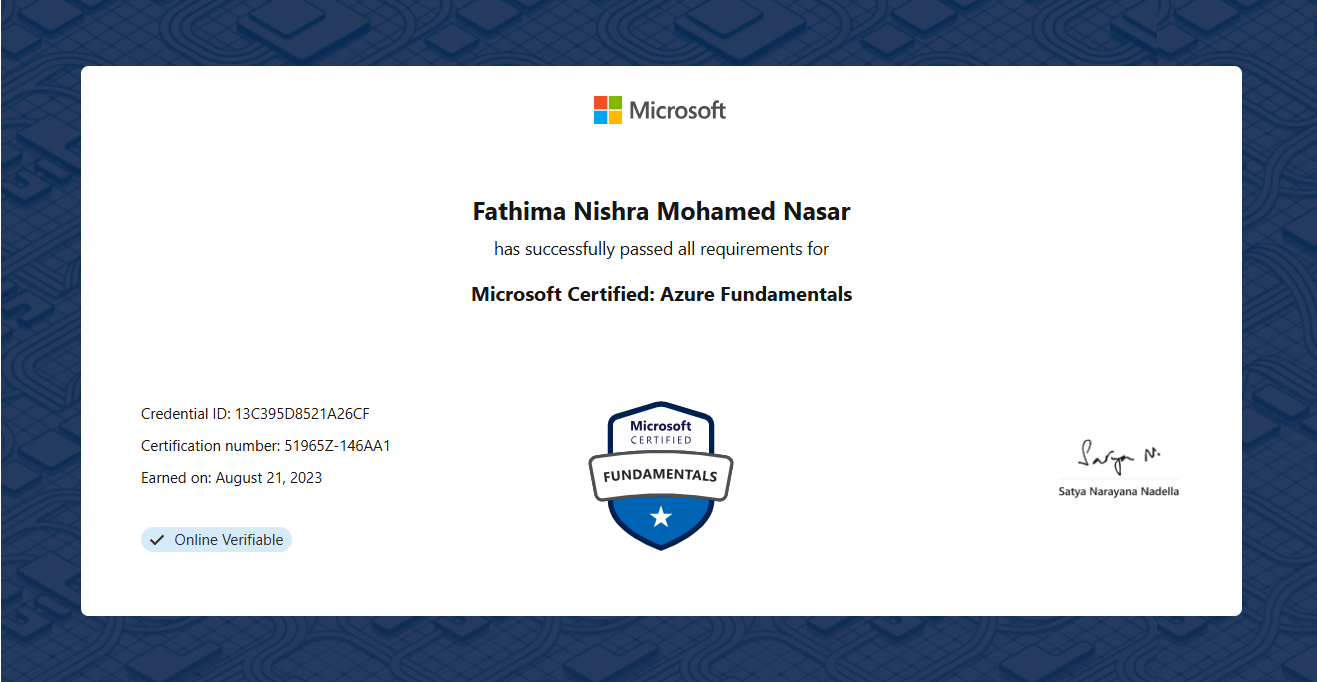 Microsoft
Fathima Nishra Mohamed Nasar
has successfully passed all requirements for
Microsoft Certified: Azure Fundamentals
Credential ID: 13C395D8521A26CF
Certification number: 51965Z-146AA1
Earned on: August 21, 2023
Online Verifiable
Microsoft
CERTIFIED
FUNDAMENTALS
Satya N.
Satya Narayana Nadella